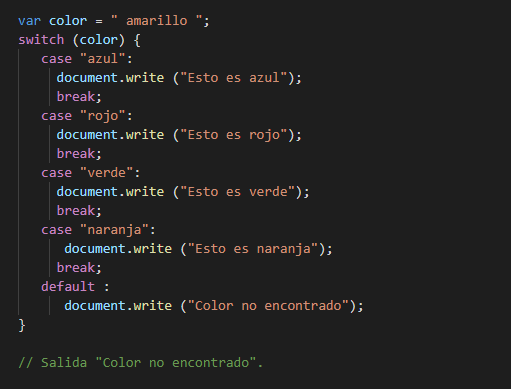 var color = " amarillo ";
switch (color) {
case "azul":
document.write ("Esto es azul");
break;
case "rojo":
document.write ("Esto es rojo");
break;
case "verde":
document.write ("Esto es verde");
break;
case "naranja":
document.write ("Esto es naranja");
break;
default :
document.write ("Color no encontrado");
}
// Salida "Color no encontrado".